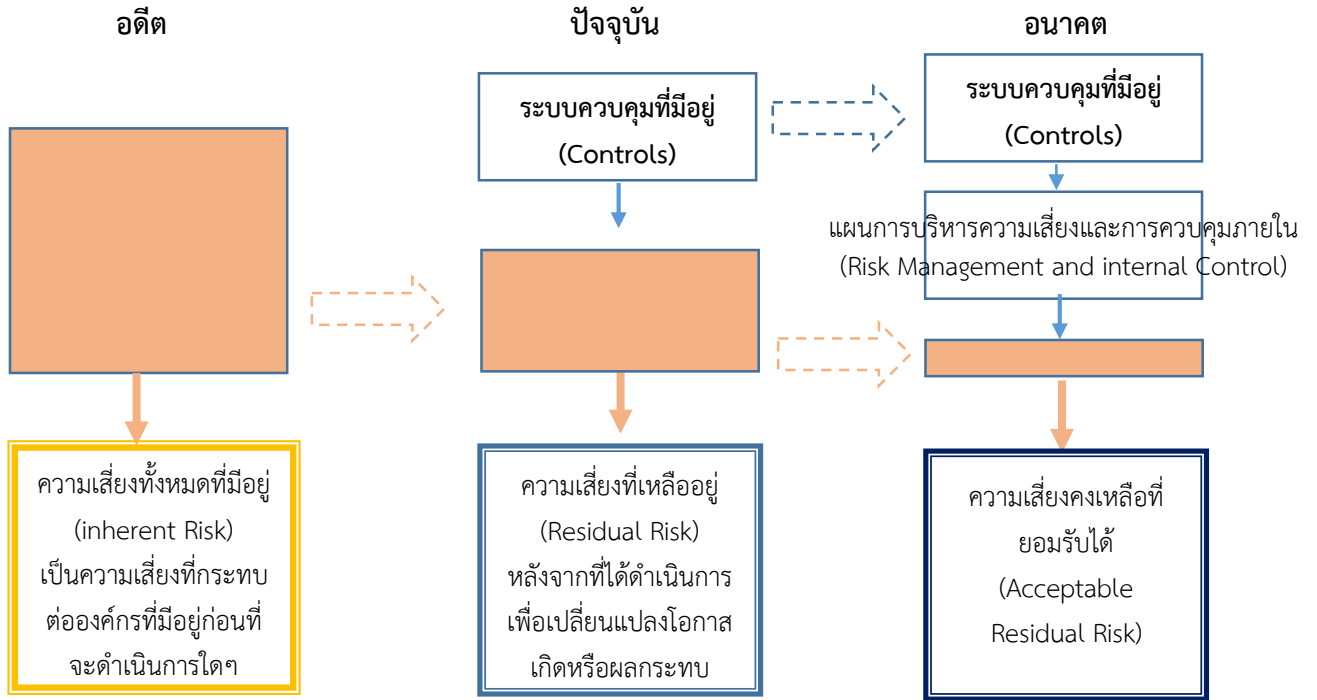 อดีต
ปัจจุบัน
อนาคต
ระบบควบคุมที่มีอยู่
(Controls)
ระบบควบคุมที่มีอยู่
(Controls)
แผนการบริหารความเสี่ยงและการควบคุมภายใน
(Risk Management and internal Control)
ความเสี่ยงทั้งหมดที่มีอยู่
(inherent Risk)
เป็นความเสี่ยงที่กระทบ
ต่อองค์กรที่มีอยู่ก่อนที่
จะดำเนินการใดๆ
ความเสี่ยงที่เหลืออยู่
(Residual Risk)
หลังจากที่ได้ดำเนินการ
เพื่อเปลี่ยนแปลงโอกาส
เกิดหรือผลกระทบ
ความเสี่ยงคงเหลือที่
ยอมรับได้
(Acceptable
Residual Risk)